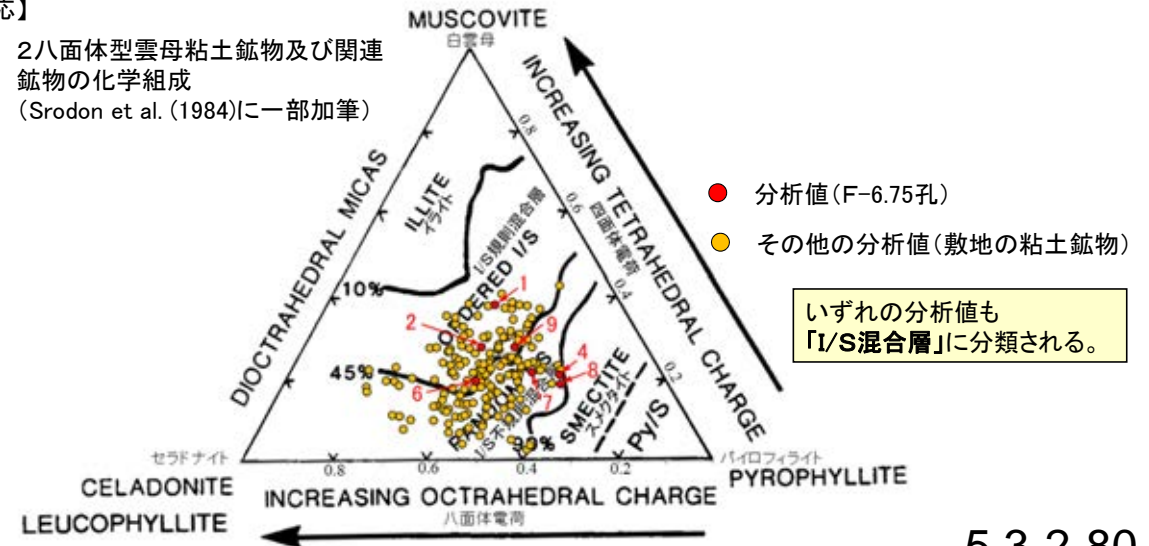 応】
2八面体型雲母粘土鉱物及び関連
鉱物の化学組成
(Srodon et al. (1984)に一部加筆)
MUSCOVITE
白雲母
INCREASING TETRAHEDRAL CHARGE
四面体電荷
0.8
0.6
0.4
0.2
DIOCTRAHEDRAL MICAS
ILLITE
イライト
I/S規則混合層
ORDERED I/S
10%
45%
90%
I/S不規則混合層
SMECTITE
スメクタイト
Py/S
1
2
9
4
8
6
7
分析値(F-6.75孔)
その他の分析値(敷地の粘土鉱物)
いずれの分析値も
「I/S混合層」に分類される。
セラドナイト
CELADONITE
LEUCOPHYLLITE
0.8
0.6
0.4
0.2
パイロフィライト
PYROPHYLLITE
INCREASING OCTRAHEDRAL CHARGE
八面体電荷
5.3.2.80